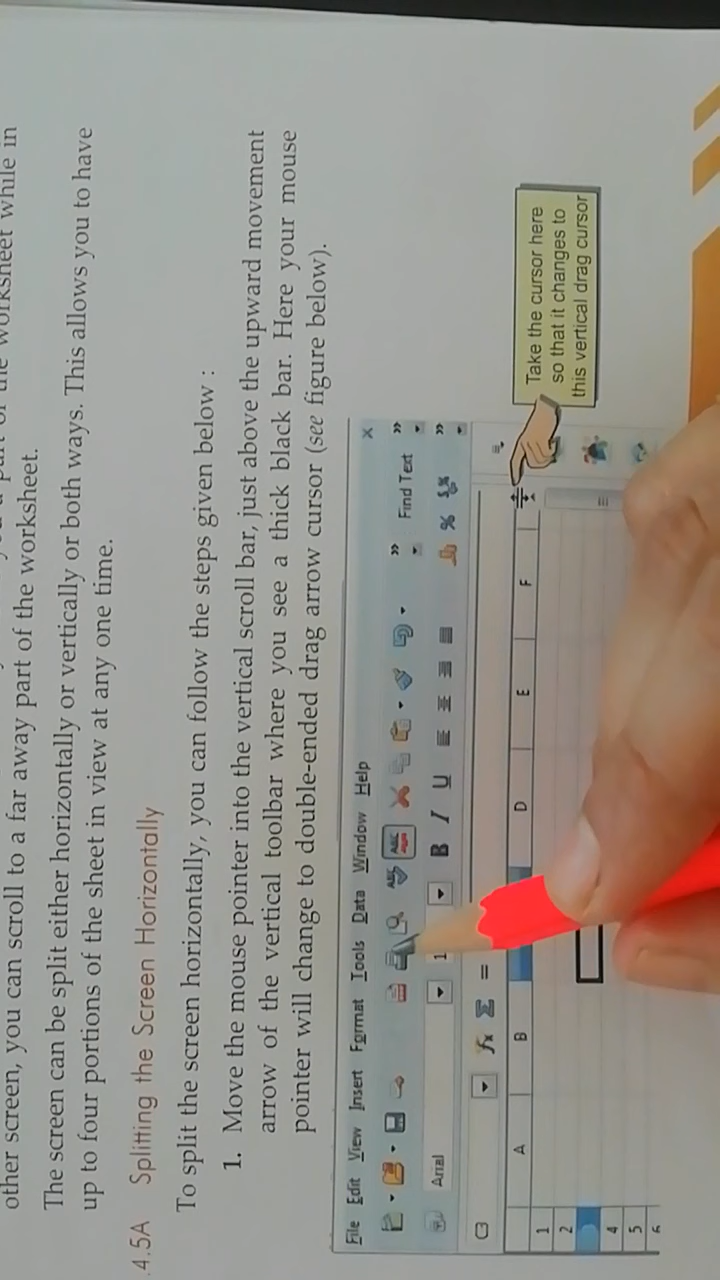 other screen, you can scroll to a far away part of the worksheet.
The screen can be split either horizontally or vertically or both ways. This allows you to have
up to four portions of the sheet in view at any one time.
.4.5A Splitting the Screen Horizontally
To split the screen horizontally, you can follow the steps given below :
1. Move the mouse pointer into the vertical scroll bar, just above the upward movement
arrow of the vertical toolbar where you see a thick black bar. Here your mouse
pointer will change to double-ended drag arrow cursor (see figure below).
File Edit View Insert Format Tools Data Window Help ×
ABC ABC » Find Text »
Arial 1 B I U % $% »
fx Σ =
A B D E F
1
2
4
5
6
Take the cursor here
so that it changes to
this vertical drag cursor